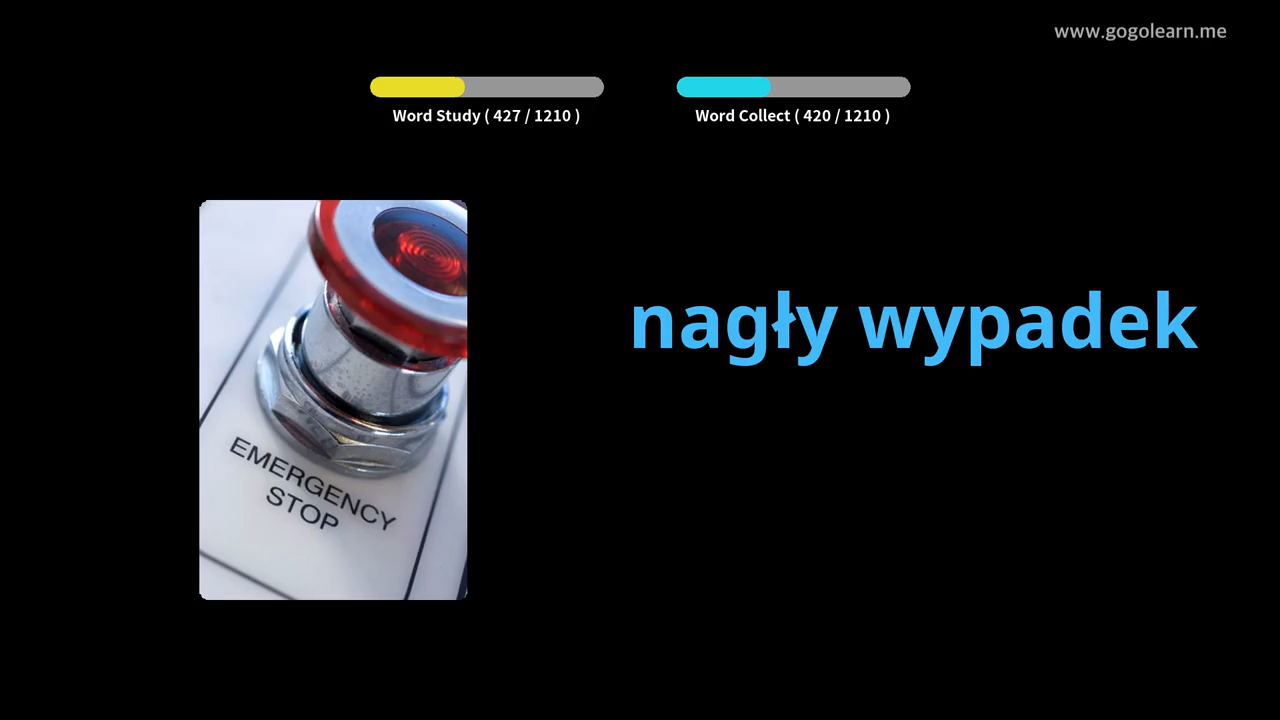 www.gogolearn.me
Word Study ( 427 / 1210 )
Word Collect ( 420 / 1210 )
nagły wypadek
EMERGENCY
STOP